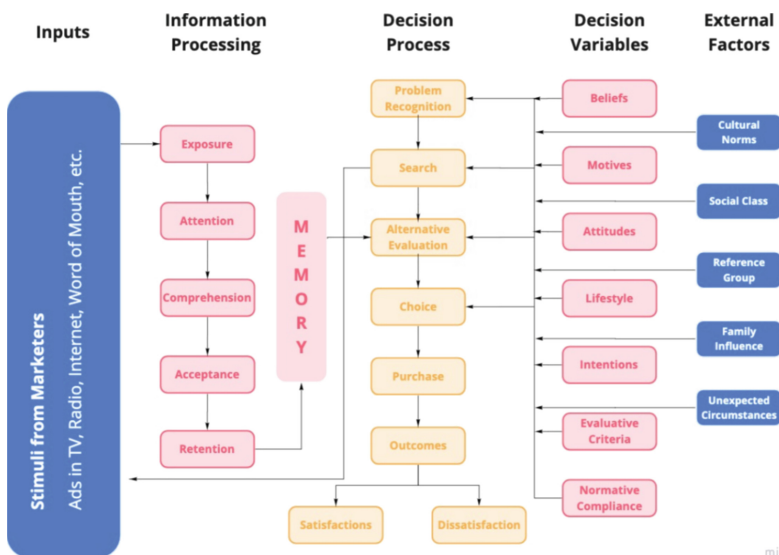 Inputs
Information
Processing
Decision
Process
Decision
Variables
External
Factors
Stimuli from Marketers
Ads in TV, Radio, Internet, Word of Mouth, etc.
Exposure
Attention
Comprehension
Acceptance
Retention
MEMORY
Problem
Recognition
Search
Alternative
Evaluation
Choice
Purchase
Outcomes
Satisfactions
Dissatisfaction
Beliefs
Motives
Attitudes
Lifestyle
Intentions
Evaluative
Criteria
Normative
Compliance
Cultural
Norms
Social Class
Reference
Group
Family
Influence
Unexpected
Circumstances